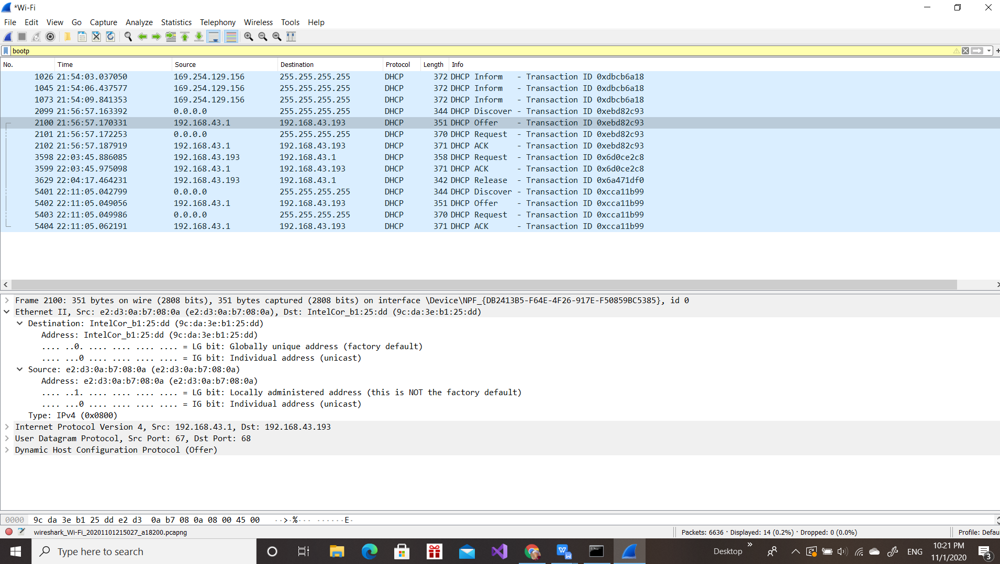 *Wi-Fi
File Edit View Go Capture Analyze Statistics Telephony Wireless Tools Help
bootp
No. Time Source Destination Protocol Length Info
1026 21:54:03.037050 169.254.129.156 255.255.255.255 DHCP 372 DHCP Inform - Transaction ID 0xdbcb6a18
1045 21:54:06.437577 169.254.129.156 255.255.255.255 DHCP 372 DHCP Inform - Transaction ID 0xdbcb6a18
1073 21:54:09.841353 169.254.129.156 255.255.255.255 DHCP 372 DHCP Inform - Transaction ID 0xdbcb6a18
2099 21:56:57.163392 0.0.0.0 255.255.255.255 DHCP 344 DHCP Discover - Transaction ID 0xebd82c93
2100 21:56:57.170331 192.168.43.1 192.168.43.193 DHCP 351 DHCP Offer - Transaction ID 0xebd82c93
2101 21:56:57.172253 0.0.0.0 255.255.255.255 DHCP 370 DHCP Request - Transaction ID 0xebd82c93
2102 21:56:57.187919 192.168.43.1 192.168.43.193 DHCP 371 DHCP ACK - Transaction ID 0xebd82c93
3598 22:03:45.886085 192.168.43.193 192.168.43.1 DHCP 358 DHCP Request - Transaction ID 0x6d0ce2c8
3599 22:03:45.975098 192.168.43.1 192.168.43.193 DHCP 371 DHCP ACK - Transaction ID 0x6d0ce2c8
3629 22:04:17.464231 192.168.43.193 192.168.43.1 DHCP 342 DHCP Release - Transaction ID 0x6a471df0
5401 22:11:05.042799 0.0.0.0 255.255.255.255 DHCP 344 DHCP Discover - Transaction ID 0xcca11b99
5402 22:11:05.049056 192.168.43.1 192.168.43.193 DHCP 351 DHCP Offer - Transaction ID 0xcca11b99
5403 22:11:05.049986 0.0.0.0 255.255.255.255 DHCP 370 DHCP Request - Transaction ID 0xcca11b99
5404 22:11:05.062191 192.168.43.1 192.168.43.193 DHCP 371 DHCP ACK - Transaction ID 0xcca11b99
Frame 2100: 351 bytes on wire (2808 bits), 351 bytes captured (2808 bits) on interface \Device\NPF_{DB2413B5-F64E-4F26-917E-F50859BC5385}, id 0
Ethernet II, Src: e2:d3:0a:b7:08:0a (e2:d3:0a:b7:08:0a), Dst: IntelCor_b1:25:dd (9c:da:3e:b1:25:dd)
Destination: IntelCor_b1:25:dd (9c:da:3e:b1:25:dd)
Address: IntelCor_b1:25:dd (9c:da:3e:b1:25:dd)
.... ..0. .... .... .... .... = LG bit: Globally unique address (factory default)
.... ...0 .... .... .... .... = IG bit: Individual address (unicast)
Source: e2:d3:0a:b7:08:0a (e2:d3:0a:b7:08:0a)
Address: e2:d3:0a:b7:08:0a (e2:d3:0a:b7:08:0a)
.... ..1. .... .... .... .... = LG bit: Locally administered address (this is NOT the factory default)
.... ...0 .... .... .... .... = IG bit: Individual address (unicast)
Type: IPv4 (0x0800)
Internet Protocol Version 4, Src: 192.168.43.1, Dst: 192.168.43.193
User Datagram Protocol, Src Port: 67, Dst Port: 68
Dynamic Host Configuration Protocol (Offer)
0000 9c da 3e b1 25 dd e2 d3 0a b7 08 0a 08 00 45 00 ··>·%··· ······E·
wireshark_Wi-Fi_20201101215027_a18200.pcapng Packets: 6636 · Displayed: 14 (0.2%) · Dropped: 0 (0.0%) Profile: Defau
Type here to search Desktop » ENG 10:21 PM
11/1/2020 3